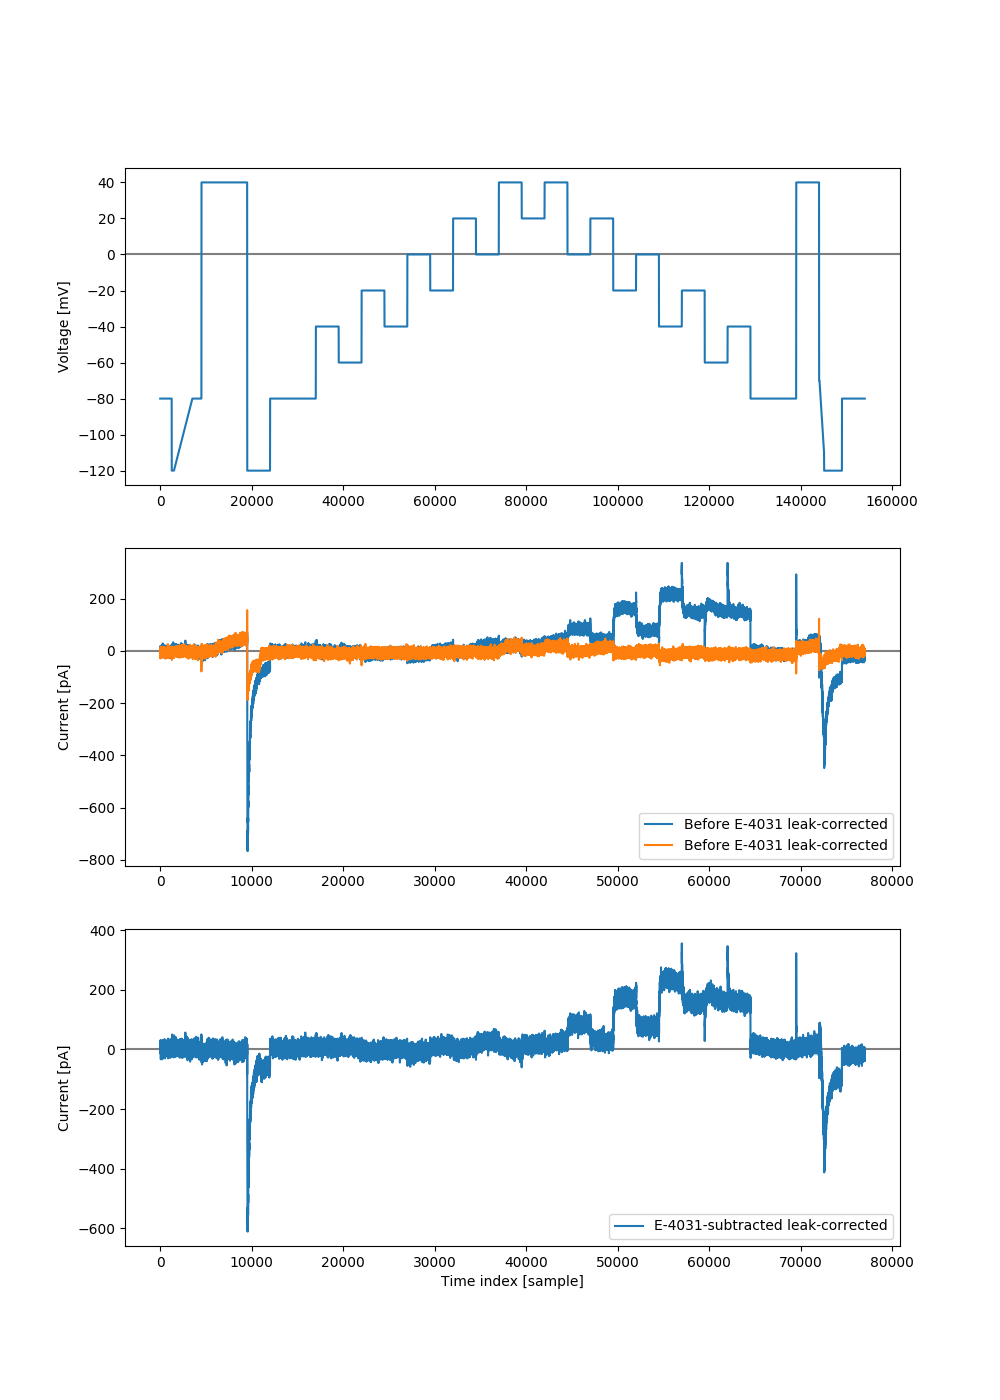 40
20
0
−20
−40
−60
−80
−100
−120
Voltage [mV]
0 20000 40000 60000 80000 100000 120000 140000 160000
200
0
−200
−400
−600
−800
Current [pA]
Before E-4031 leak-corrected
Before E-4031 leak-corrected
0 10000 20000 30000 40000 50000 60000 70000 80000
400
200
0
−200
−400
−600
Current [pA]
E-4031-subtracted leak-corrected
0 10000 20000 30000 40000 50000 60000 70000 80000
Time index [sample]